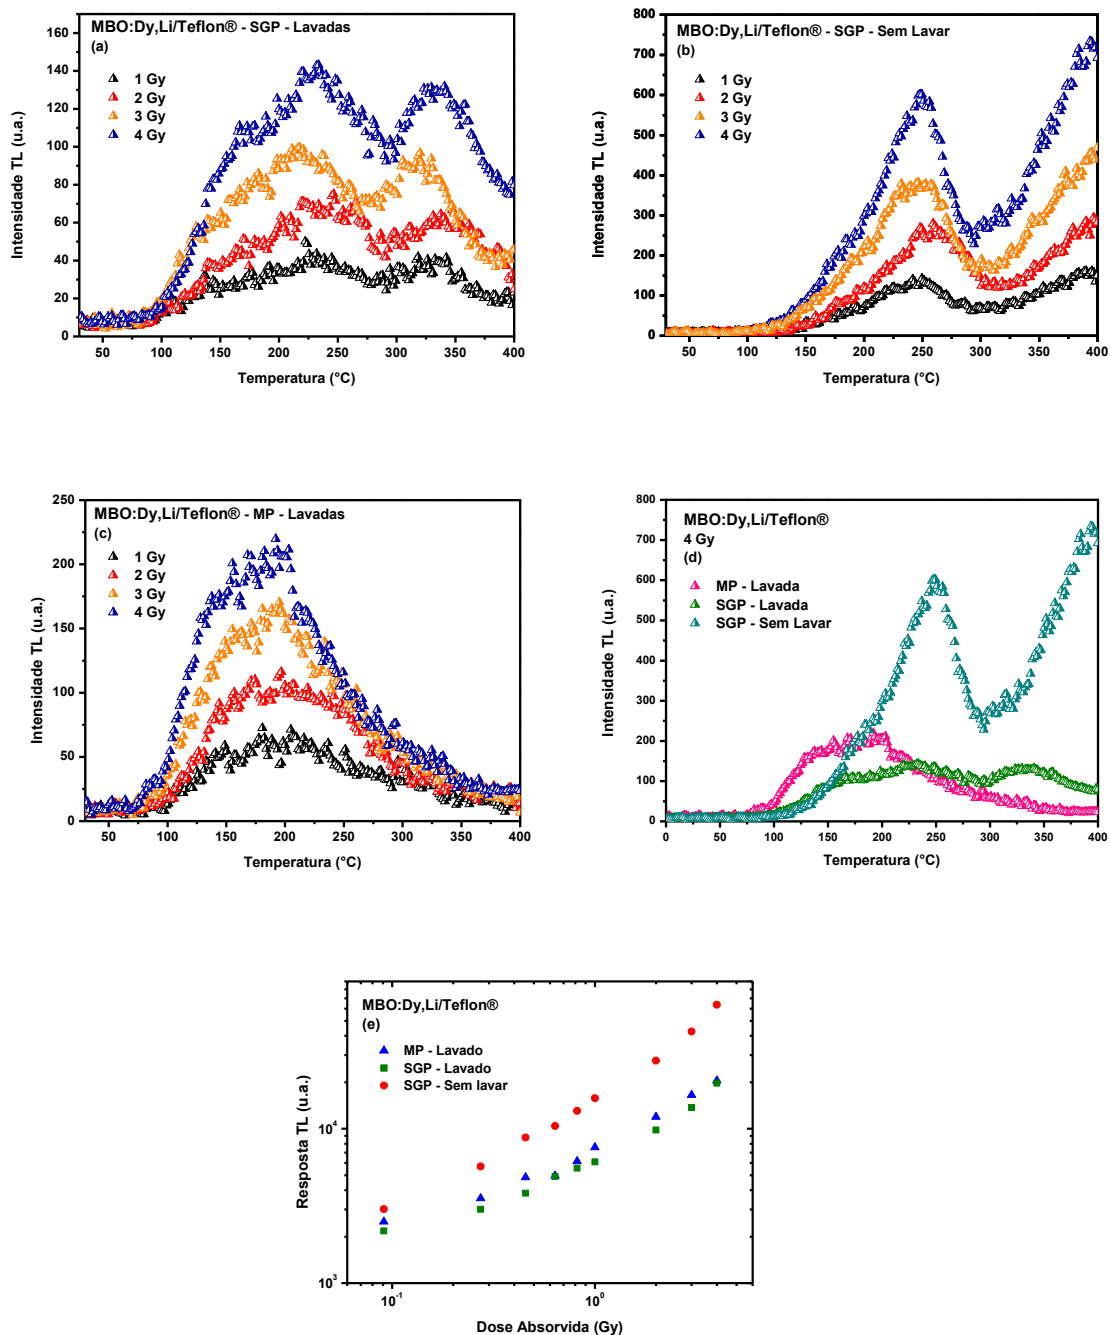 MBO:Dy,Li/Teflon® - SGP - Lavadas
(a)
1 Gy
2 Gy
3 Gy
4 Gy
Intensidade TL (u.a.)
160
140
120
100
80
60
40
20
0
50 100 150 200 250 300 350 400
Temperatura (°C)
MBO:Dy,Li/Teflon® - SGP - Sem Lavar
(b)
1 Gy
2 Gy
3 Gy
4 Gy
Intensidade TL (u.a.)
800
700
600
500
400
300
200
100
0
50 100 150 200 250 300 350 400
Temperatura (°C)
MBO:Dy,Li/Teflon® - MP - Lavadas
(c)
1 Gy
2 Gy
3 Gy
4 Gy
Intensidade TL (u.a.)
250
200
150
100
50
0
50 100 150 200 250 300 350 400
Temperatura (°C)
MBO:Dy,Li/Teflon®
4 Gy
(d)
MP - Lavada
SGP - Lavada
SGP - Sem Lavar
Intensidade TL (u.a.)
800
700
600
500
400
300
200
100
0
0 50 100 150 200 250 300 350 400
Temperatura (°C)
MBO:Dy,Li/Teflon®
(e)
MP - Lavado
SGP - Lavado
SGP - Sem lavar
Resposta TL (u.a.)
10⁴
10³
10⁻¹ 10⁰
Dose Absorvida (Gy)